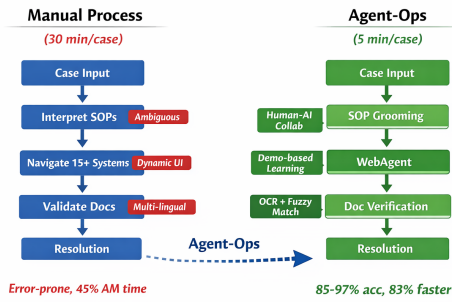 Manual Process
(30 min/case)
Case Input
Interpret SOPs
Ambiguous
Navigate 15+ Systems
Dynamic UI
Validate Docs
Multi-lingual
Resolution
Error-prone, 45% AM time
Agent-Ops
Agent-Ops
(5 min/case)
Case Input
Human-AI
Collab
SOP Grooming
Demo-based
Learning
WebAgent
OCR + Fuzzy
Match
Doc Verification
Resolution
85-97% acc, 83% faster